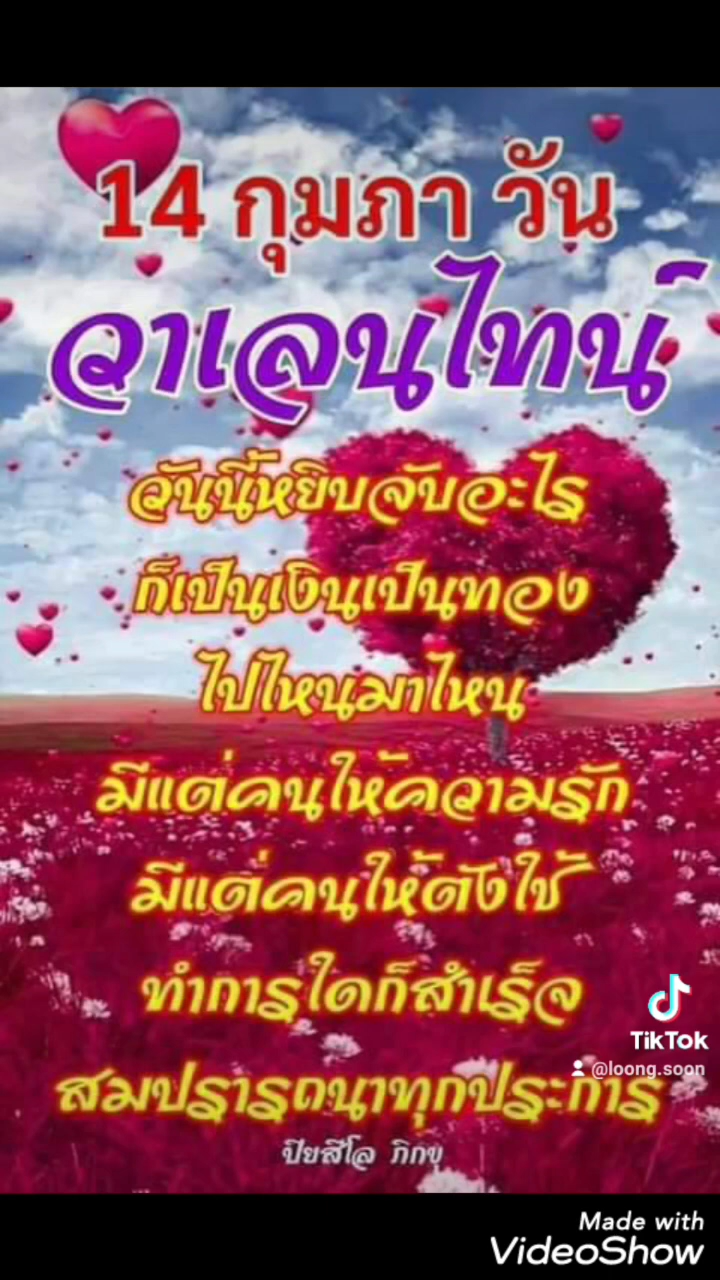 14 กุมภา วัน
วาเลนไทน์
วันนี้หยิบจับอะไร
ก็เป็นเงินเป็นทอง
ไปไหนมาไหน
มีแต่คนให้ความรัก
มีแต่คนให้ตังใช้
ทำการใดก็สำเร็จ
สมปรารถนาทุกประการ
ปิยสีโล ภิกขุ
TikTok
@loong.soon
Made with
VideoShow